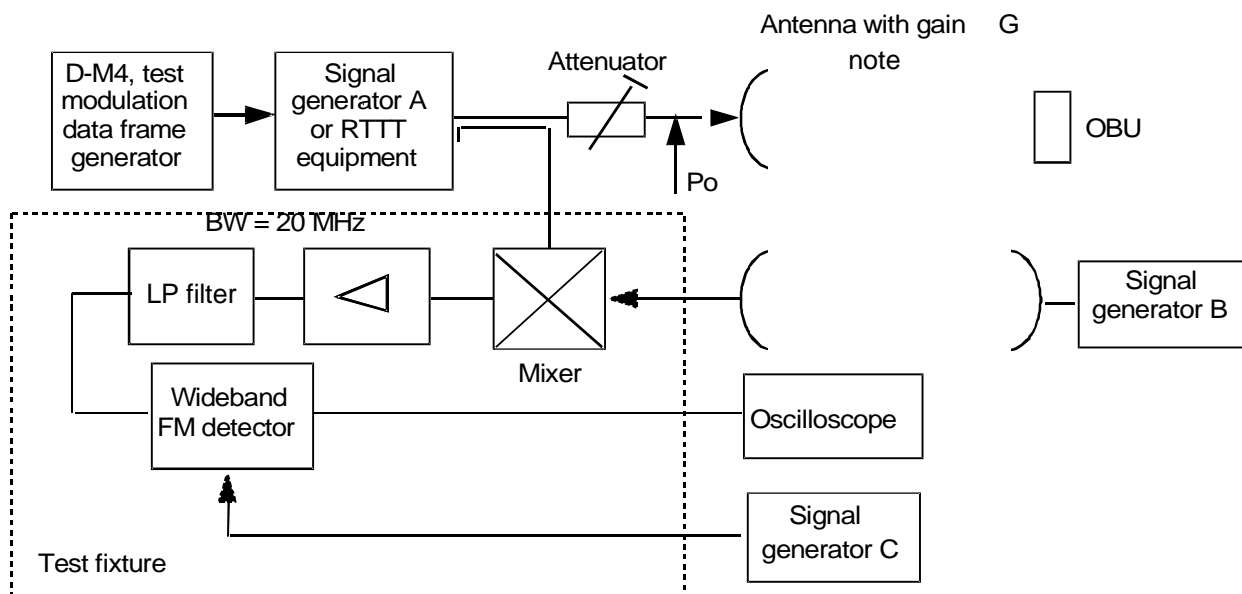 Antenna with gain G
note
D-M4, test
modulation
data frame
generator
Signal
generator A
or RTTT
equipment
Attenuator
OBU
Po
BW = 20 MHz
LP filter
Mixer
Signal
generator B
Wideband
FM detector
Oscilloscope
Signal
generator C
Test fixture